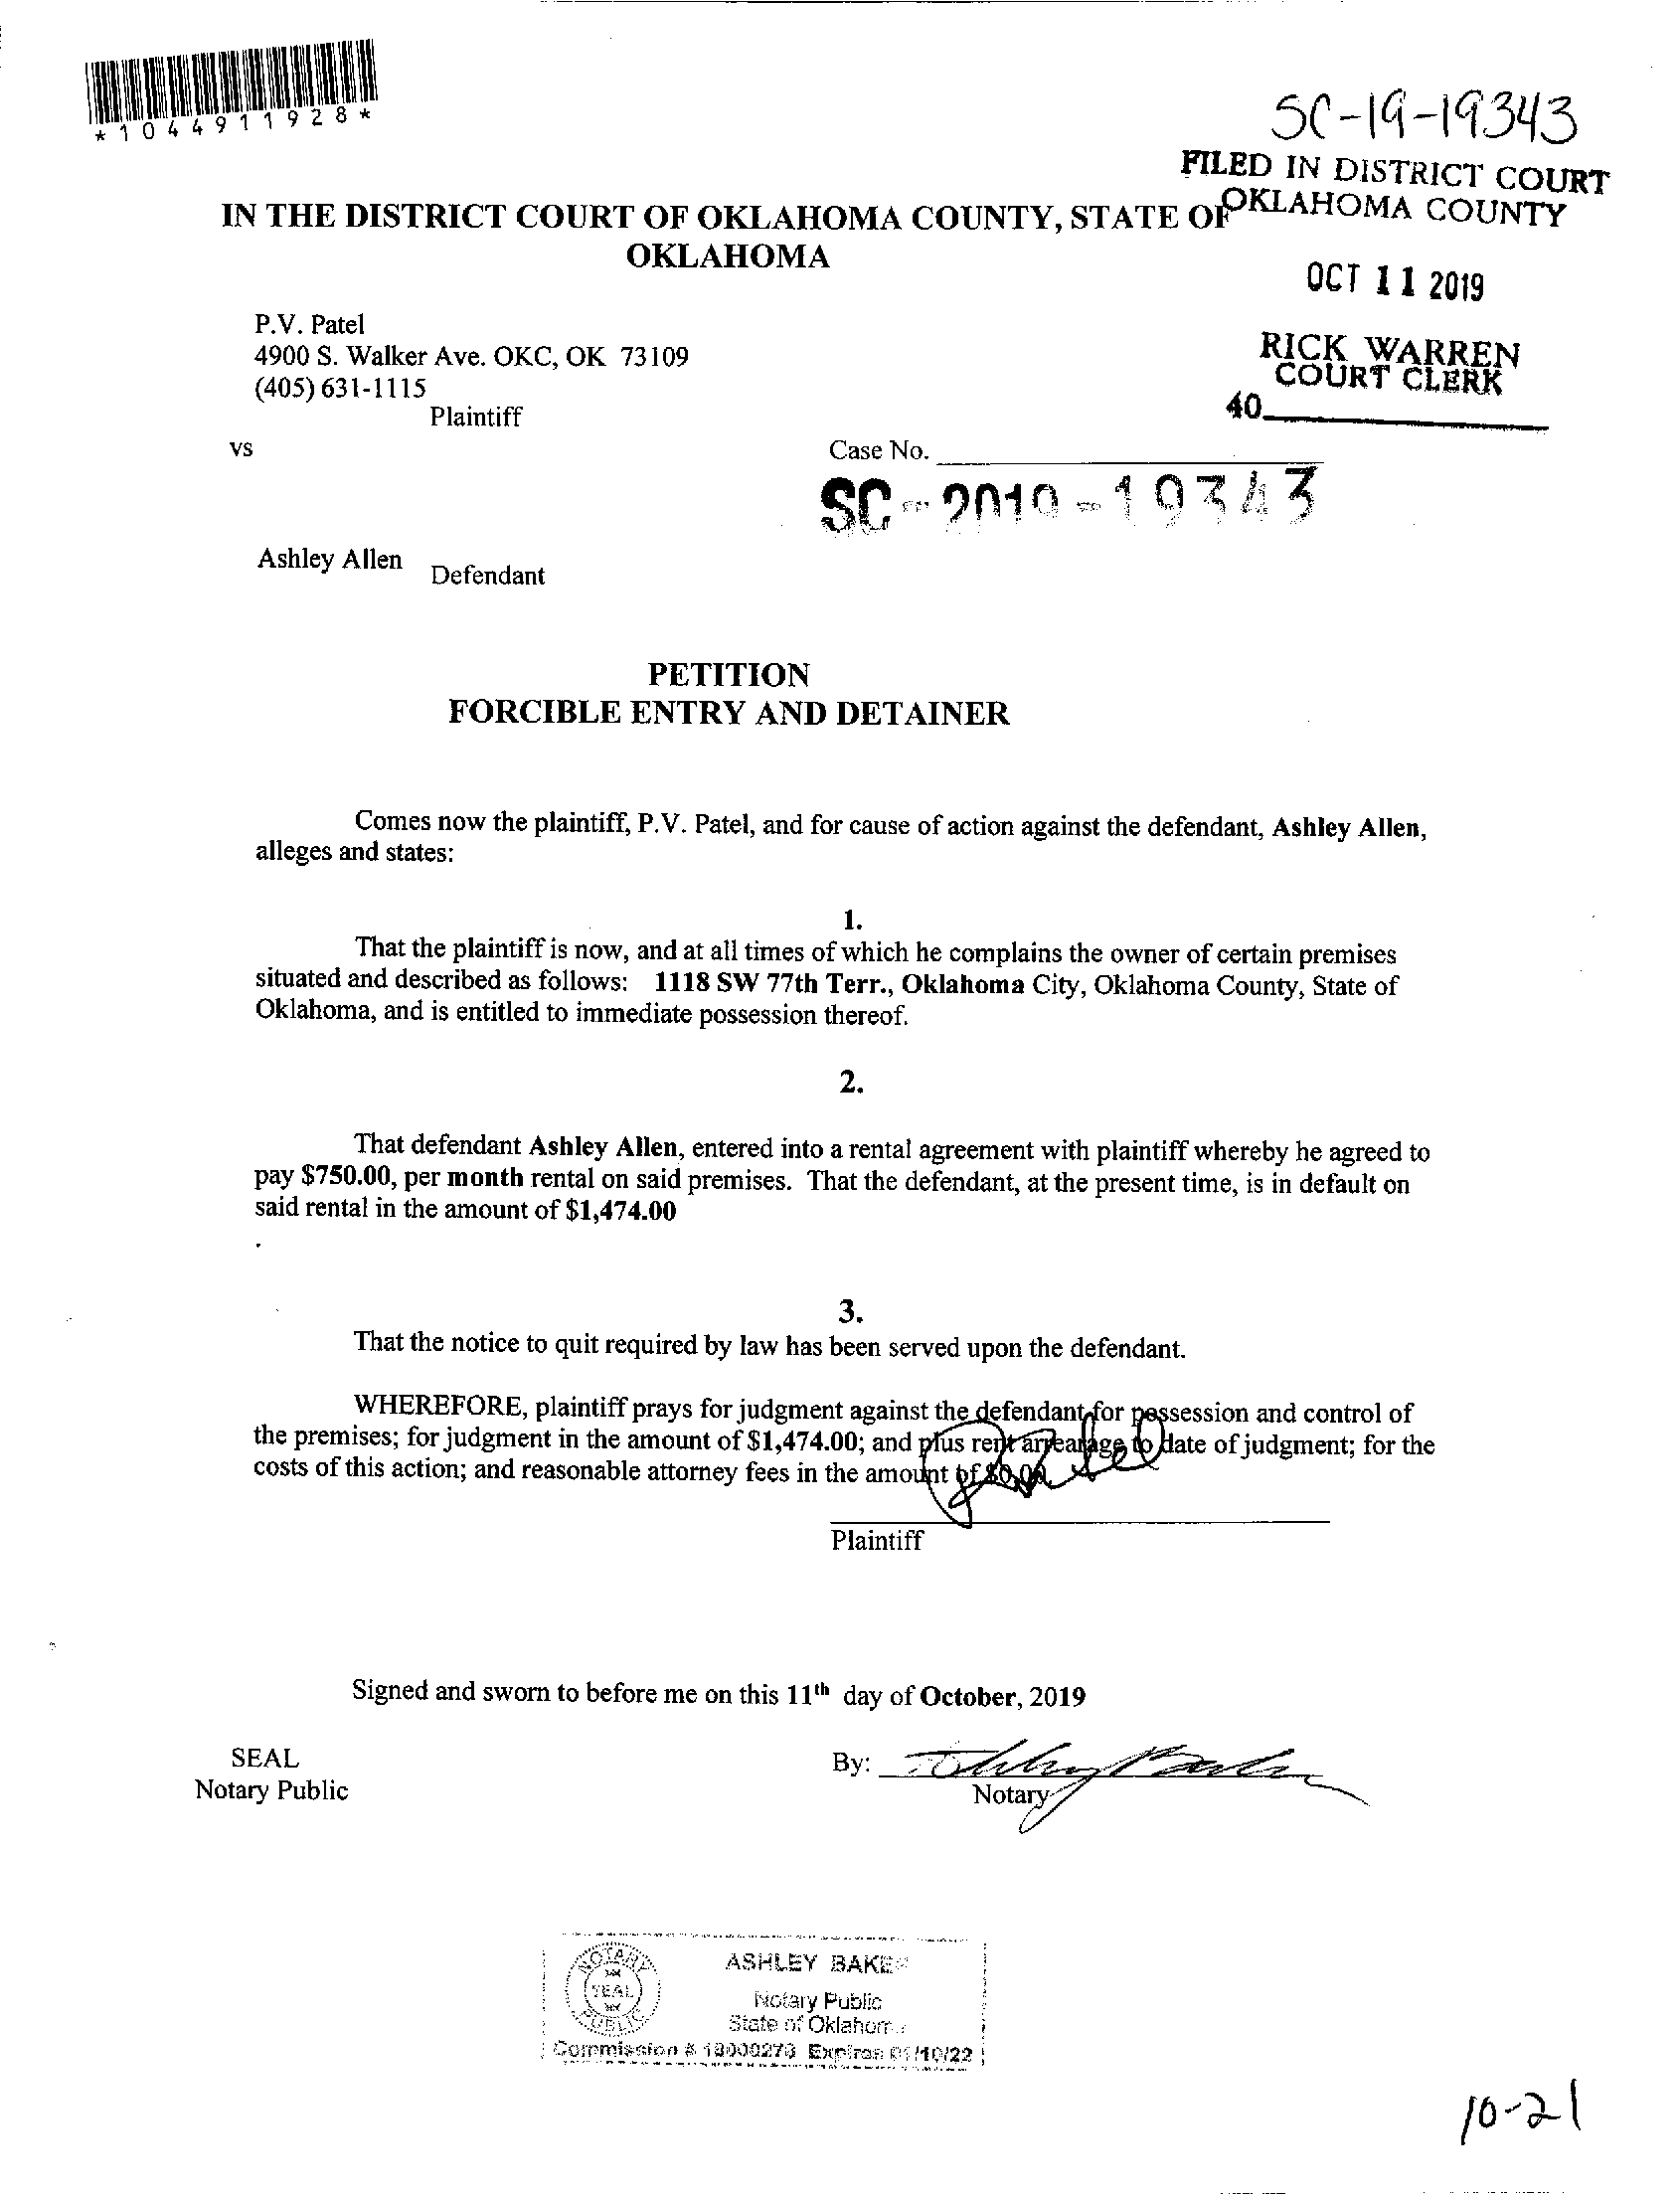 *1044911928*
SC-19-19343
FILED IN DISTRICT COURT
OKLAHOMA COUNTY
IN THE DISTRICT COURT OF OKLAHOMA COUNTY, STATE OF
OKLAHOMA
OCT 11 2019
P.V. Patel
4900 S. Walker Ave. OKC, OK 73109
(405) 631-1115
Plaintiff
RICK WARREN
COURT CLERK
40
vs
Case No.
SC-2019-19343
Ashley Allen
Defendant
PETITION
FORCIBLE ENTRY AND DETAINER
Comes now the plaintiff, P.V. Patel, and for cause of action against the defendant, Ashley Allen,
alleges and states:
1.
That the plaintiff is now, and at all times of which he complains the owner of certain premises
situated and described as follows: 1118 SW 77th Terr., Oklahoma City, Oklahoma County, State of
Oklahoma, and is entitled to immediate possession thereof.
2.
That defendant Ashley Allen, entered into a rental agreement with plaintiff whereby he agreed to
pay $750.00, per month rental on said premises. That the defendant, at the present time, is in default on
said rental in the amount of $1,474.00
.
3.
That the notice to quit required by law has been served upon the defendant.
WHEREFORE, plaintiff prays for judgment against the defendant for possession and control of
the premises; for judgment in the amount of $1,474.00; and plus rent arrearage to date of judgment; for the
costs of this action; and reasonable attorney fees in the amount of $0.00.
Plaintiff
Signed and sworn to before me on this 11th day of October, 2019
SEAL
Notary Public
By:
Notary
NOTARY
SEAL
PUBLIC
ASHLEY BAKER
Notary Public
State of Oklahoma
Commission # 18000273 Expires 01/10/22
10-21